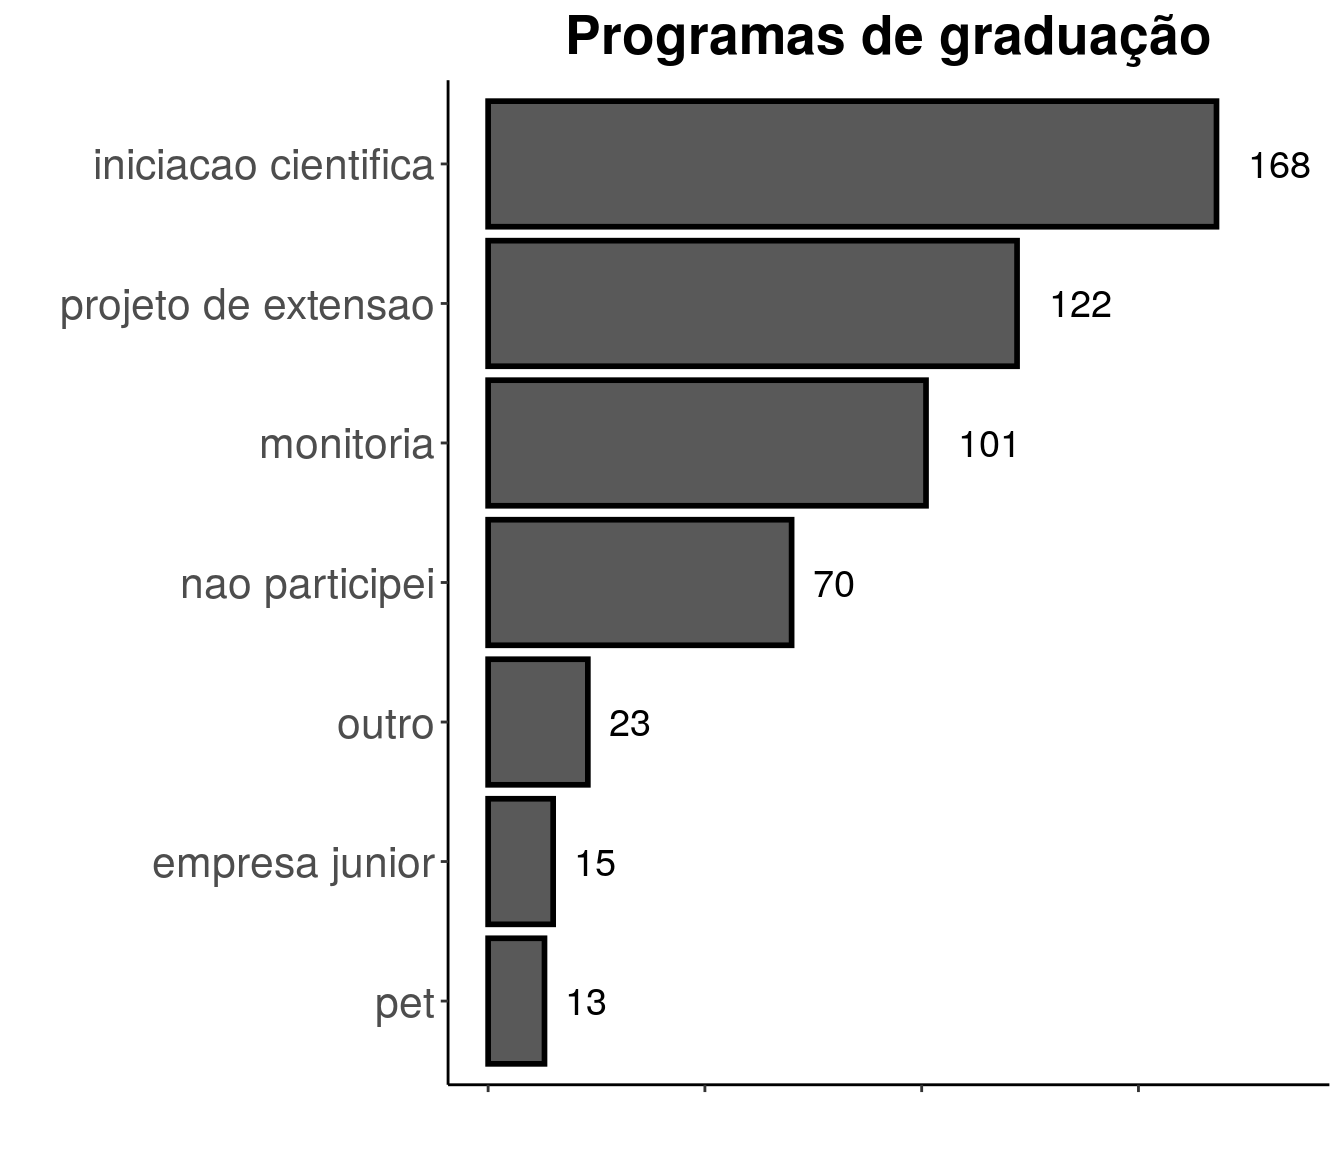 Programas de graduação
iniciacao cientifica 168
projeto de extensao 122
monitoria 101
nao participei 70
outro 23
empresa junior 15
pet 13